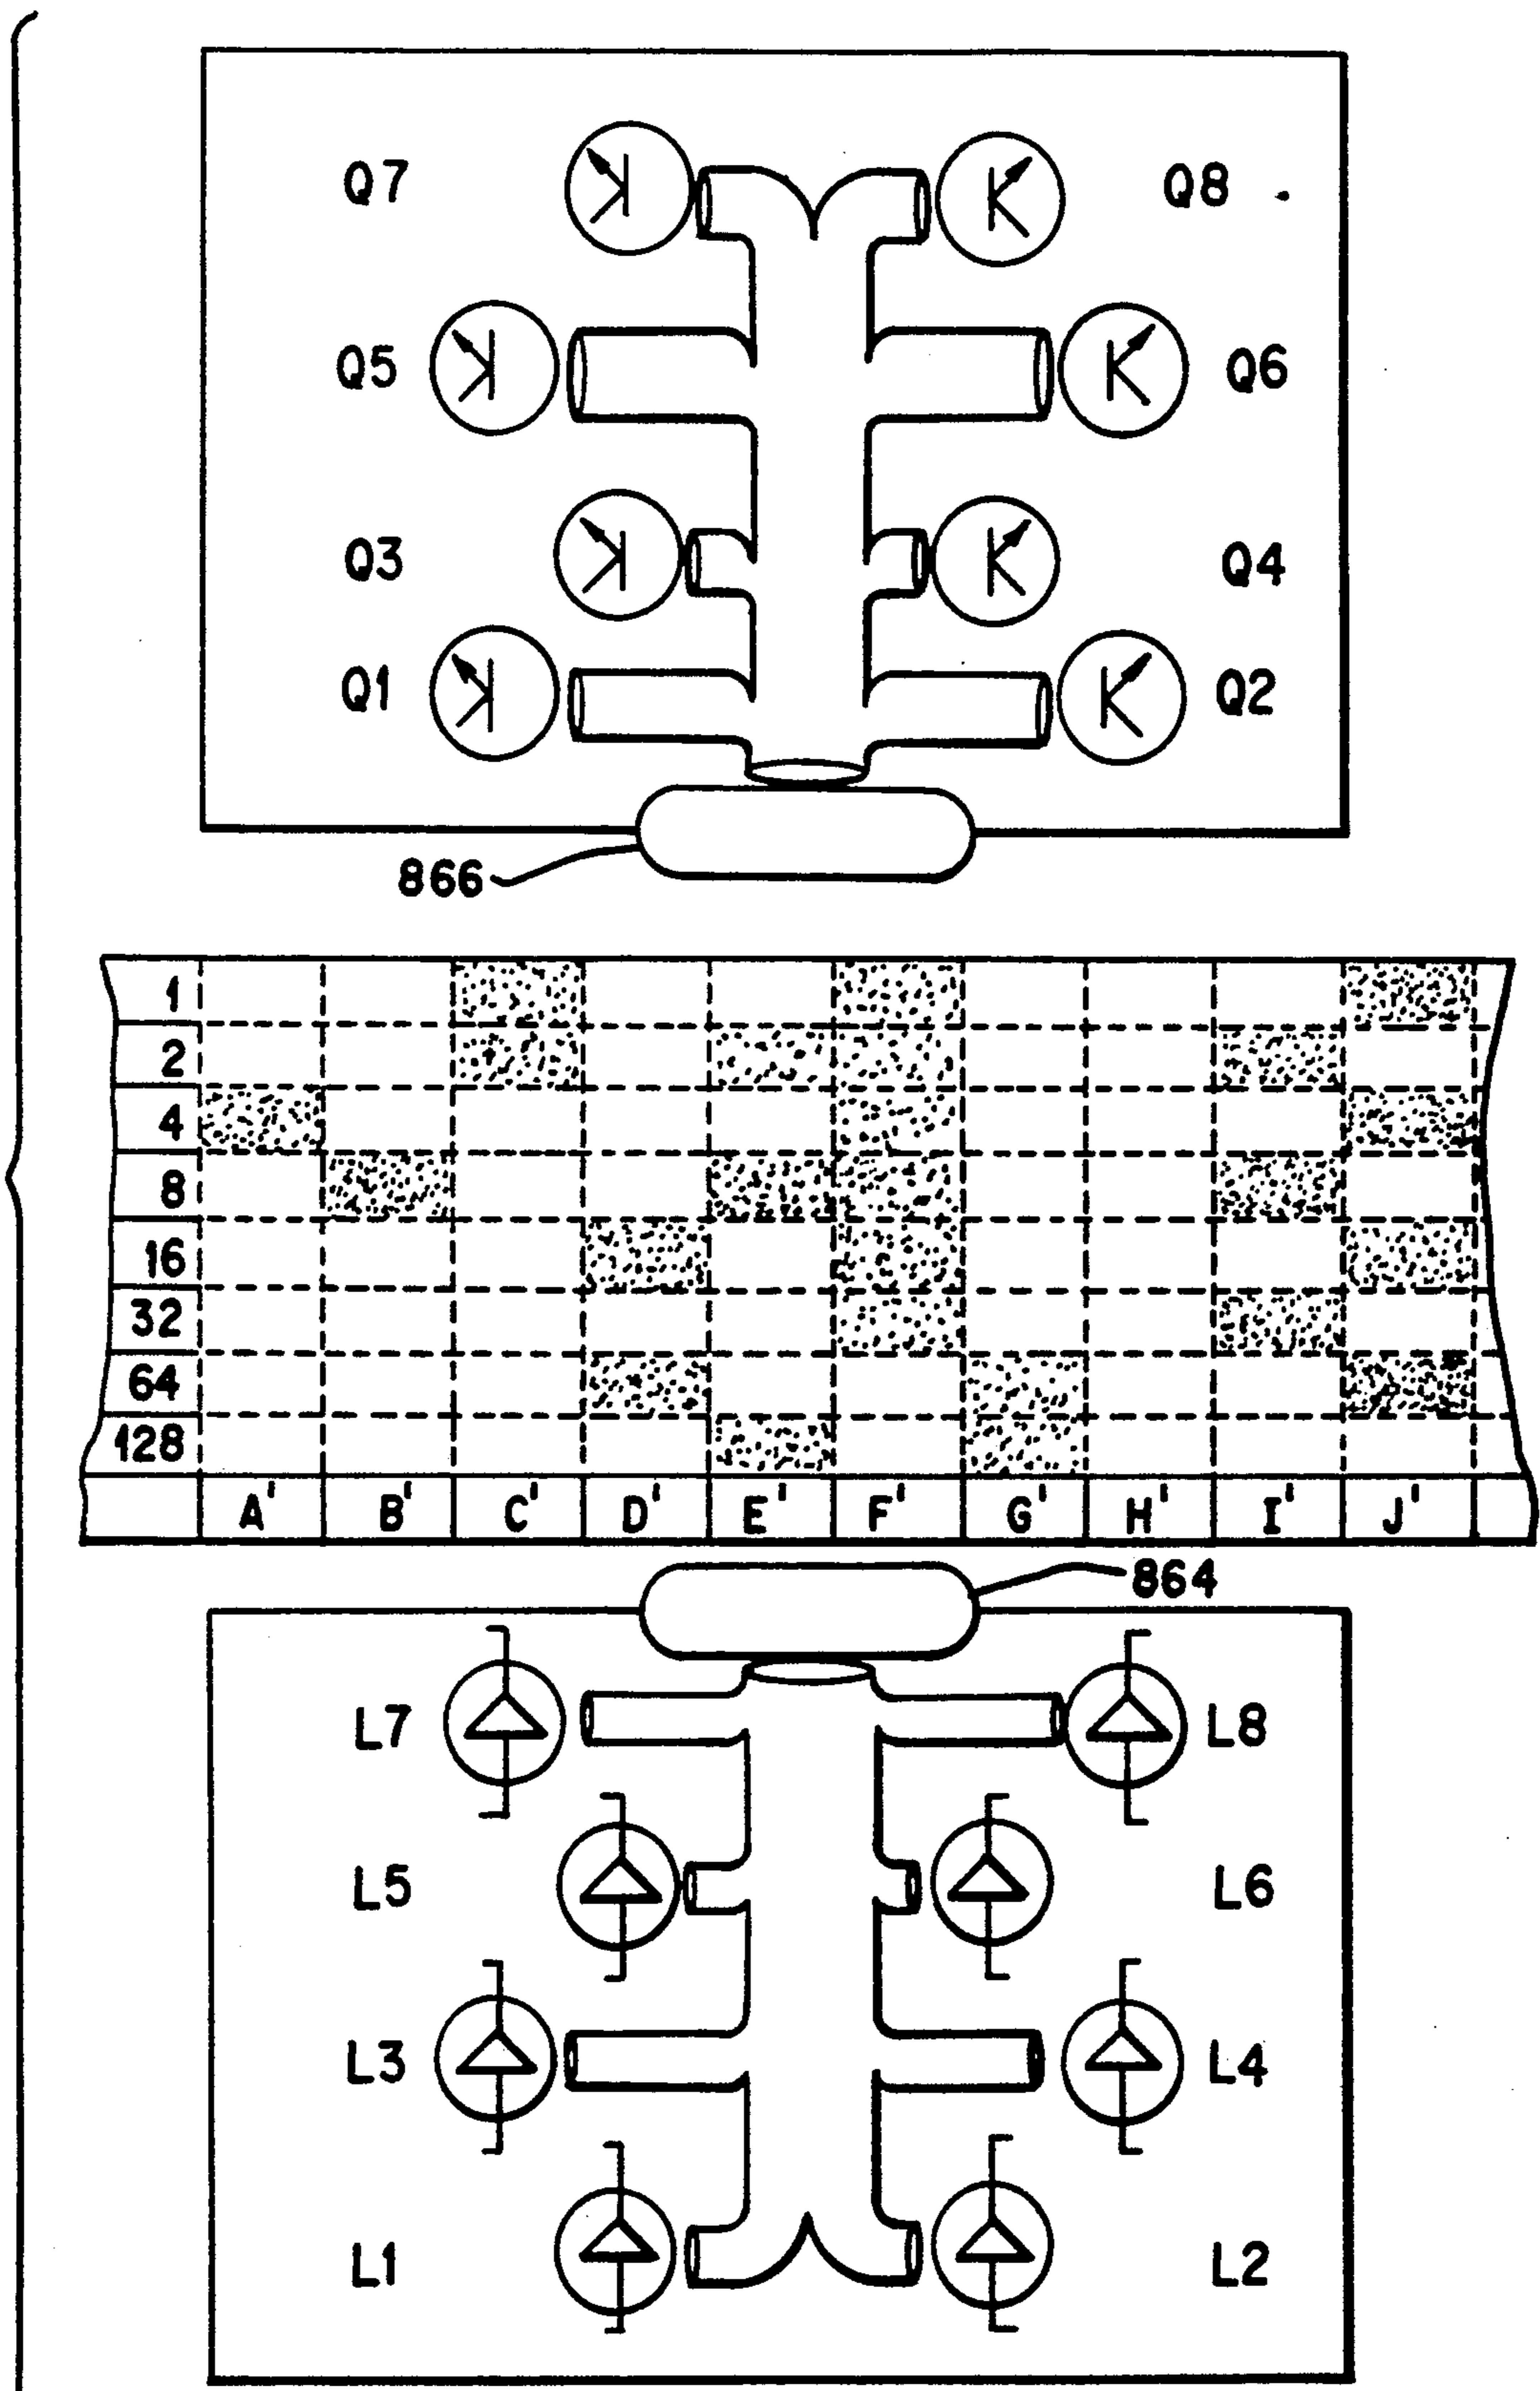 Q7 Q8
Q5 Q6
Q3 Q4
Q1 Q2
866
1
2
4
8
16
32
64
128
A' B' C' D' E' F' G' H' I' J'
864
L7 L8
L5 L6
L3 L4
L1 L2